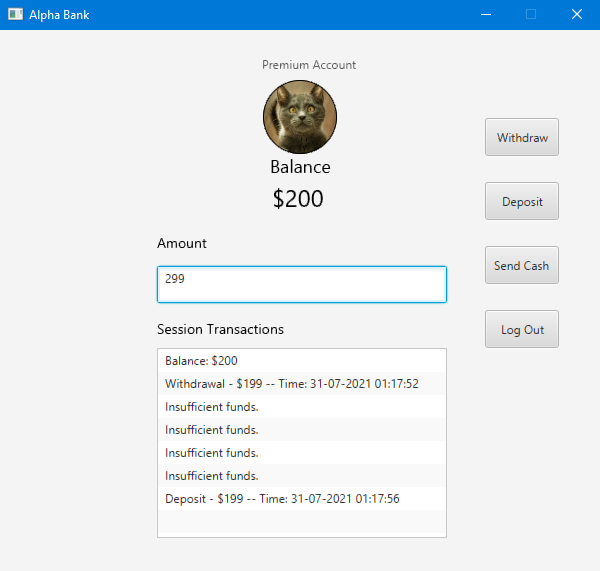 Alpha Bank
Premium Account
Balance
$200
Withdraw
Deposit
Send Cash
Log Out
Amount
299
Session Transactions
Balance: $200
Withdrawal - $199 -- Time: 31-07-2021 01:17:52
Insufficient funds.
Insufficient funds.
Insufficient funds.
Insufficient funds.
Deposit - $199 -- Time: 31-07-2021 01:17:56